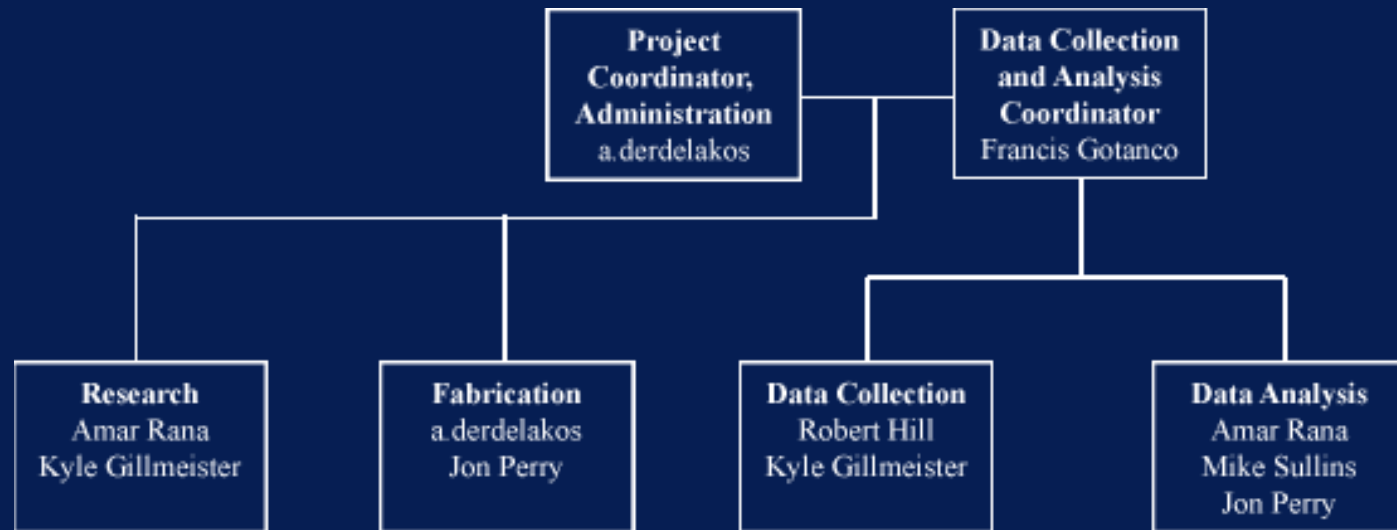 Project
Coordinator,
Administration
a.derdelakos
Data Collection
and Analysis
Coordinator
Francis Gotanco
Research
Amar Rana
Kyle Gillmeister
Fabrication
a.derdelakos
Jon Perry
Data Collection
Robert Hill
Kyle Gillmeister
Data Analysis
Amar Rana
Mike Sullins
Jon Perry